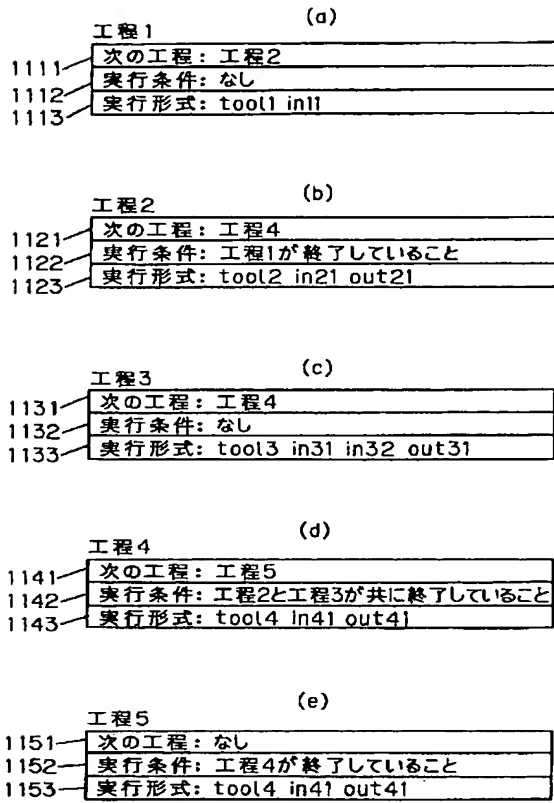 (a)
工程1
1111 次の工程: 工程2
1112 実行条件: なし
1113 実行形式: tool1 in11
(b)
工程2
1121 次の工程: 工程4
1122 実行条件: 工程1が終了していること
1123 実行形式: tool2 in21 out21
(c)
工程3
1131 次の工程: 工程4
1132 実行条件: なし
1133 実行形式: tool3 in31 in32 out31
(d)
工程4
1141 次の工程: 工程5
1142 実行条件: 工程2と工程3が共に終了していること
1143 実行形式: tool4 in41 out41
(e)
工程5
1151 次の工程: なし
1152 実行条件: 工程4が終了していること
1153 実行形式: tool4 in41 out41